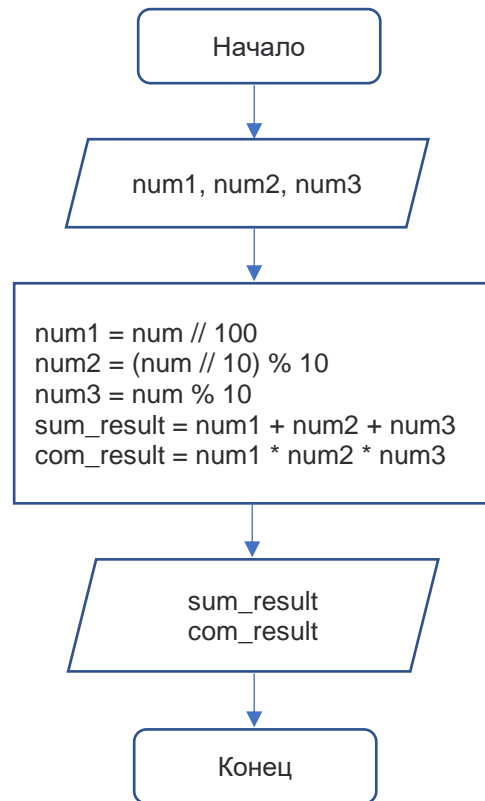 Начало
num1, num2, num3
num1 = num // 100
num2 = (num // 10) % 10
num3 = num % 10
sum_result = num1 + num2 + num3
com_result = num1 * num2 * num3
sum_result
com_result
Конец